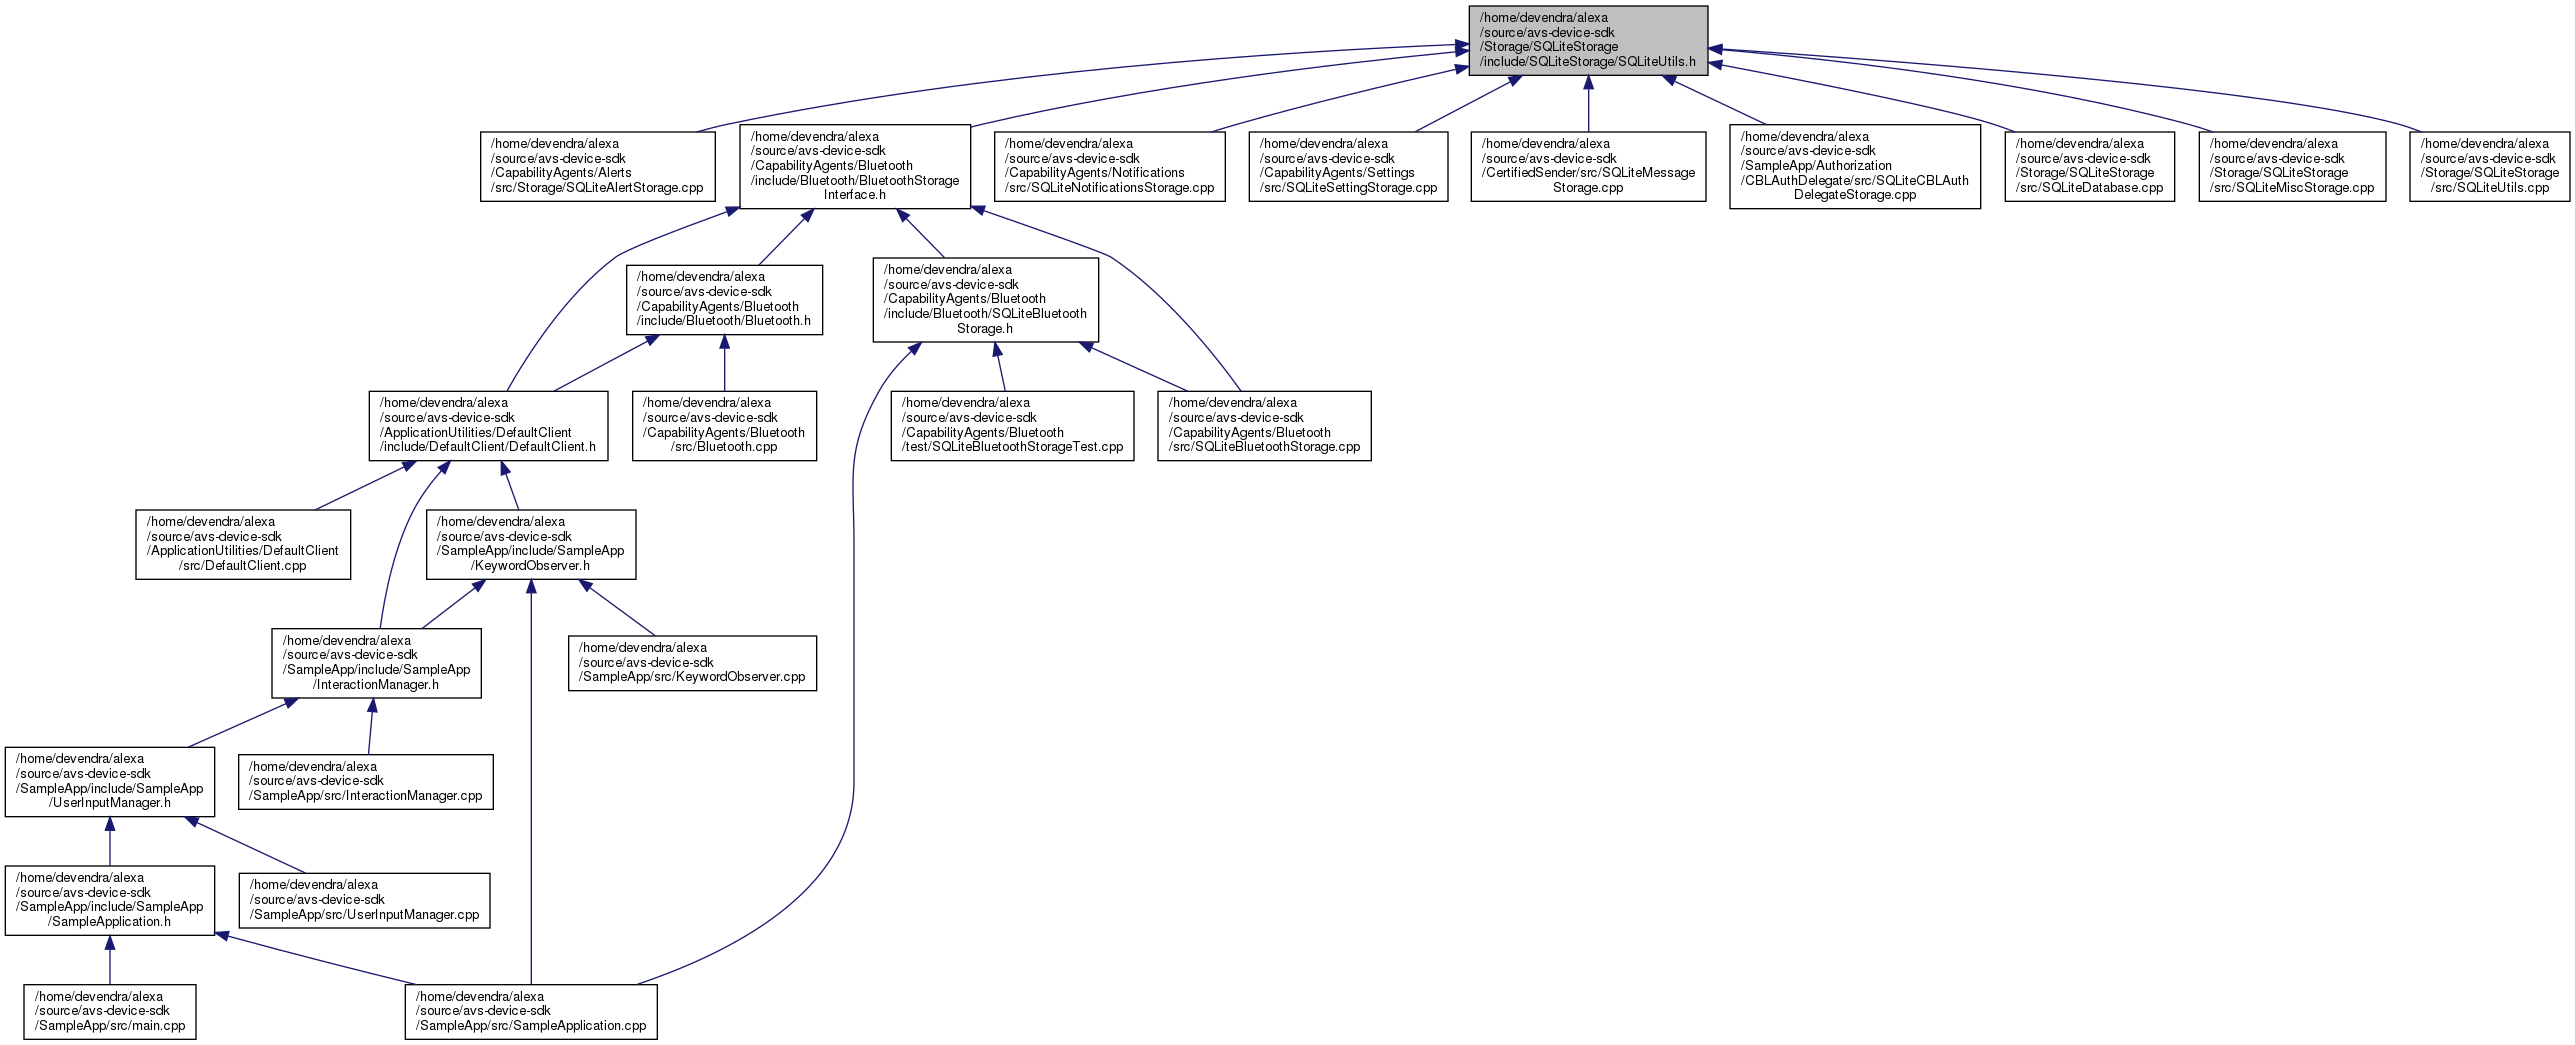 /home/devendra/alexa
/source/avs-device-sdk
/Storage/SQLiteStorage
/include/SQLiteStorage/SQLiteUtils.h
/home/devendra/alexa
/source/avs-device-sdk
/CapabilityAgents/Alerts
/src/Storage/SQLiteAlertStorage.cpp
/home/devendra/alexa
/source/avs-device-sdk
/CapabilityAgents/Bluetooth
/include/Bluetooth/BluetoothStorage
Interface.h
/home/devendra/alexa
/source/avs-device-sdk
/CapabilityAgents/Notifications
/src/SQLiteNotificationsStorage.cpp
/home/devendra/alexa
/source/avs-device-sdk
/CapabilityAgents/Settings
/src/SQLiteSettingStorage.cpp
/home/devendra/alexa
/source/avs-device-sdk
/CertifiedSender/src/SQLiteMessage
Storage.cpp
/home/devendra/alexa
/source/avs-device-sdk
/SampleApp/Authorization
/CBLAuthDelegate/src/SQLiteCBLAuth
DelegateStorage.cpp
/home/devendra/alexa
/source/avs-device-sdk
/Storage/SQLiteStorage
/src/SQLiteDatabase.cpp
/home/devendra/alexa
/source/avs-device-sdk
/Storage/SQLiteStorage
/src/SQLiteMiscStorage.cpp
/home/devendra/alexa
/source/avs-device-sdk
/Storage/SQLiteStorage
/src/SQLiteUtils.cpp
/home/devendra/alexa
/source/avs-device-sdk
/CapabilityAgents/Bluetooth
/include/Bluetooth/Bluetooth.h
/home/devendra/alexa
/source/avs-device-sdk
/CapabilityAgents/Bluetooth
/include/Bluetooth/SQLiteBluetooth
Storage.h
/home/devendra/alexa
/source/avs-device-sdk
/ApplicationUtilities/DefaultClient
/include/DefaultClient/DefaultClient.h
/home/devendra/alexa
/source/avs-device-sdk
/CapabilityAgents/Bluetooth
/src/Bluetooth.cpp
/home/devendra/alexa
/source/avs-device-sdk
/CapabilityAgents/Bluetooth
/test/SQLiteBluetoothStorageTest.cpp
/home/devendra/alexa
/source/avs-device-sdk
/CapabilityAgents/Bluetooth
/src/SQLiteBluetoothStorage.cpp
/home/devendra/alexa
/source/avs-device-sdk
/ApplicationUtilities/DefaultClient
/src/DefaultClient.cpp
/home/devendra/alexa
/source/avs-device-sdk
/SampleApp/include/SampleApp
/KeywordObserver.h
/home/devendra/alexa
/source/avs-device-sdk
/SampleApp/include/SampleApp
/InteractionManager.h
/home/devendra/alexa
/source/avs-device-sdk
/SampleApp/src/KeywordObserver.cpp
/home/devendra/alexa
/source/avs-device-sdk
/SampleApp/include/SampleApp
/UserInputManager.h
/home/devendra/alexa
/source/avs-device-sdk
/SampleApp/src/InteractionManager.cpp
/home/devendra/alexa
/source/avs-device-sdk
/SampleApp/include/SampleApp
/SampleApplication.h
/home/devendra/alexa
/source/avs-device-sdk
/SampleApp/src/UserInputManager.cpp
/home/devendra/alexa
/source/avs-device-sdk
/SampleApp/src/main.cpp
/home/devendra/alexa
/source/avs-device-sdk
/SampleApp/src/SampleApplication.cpp